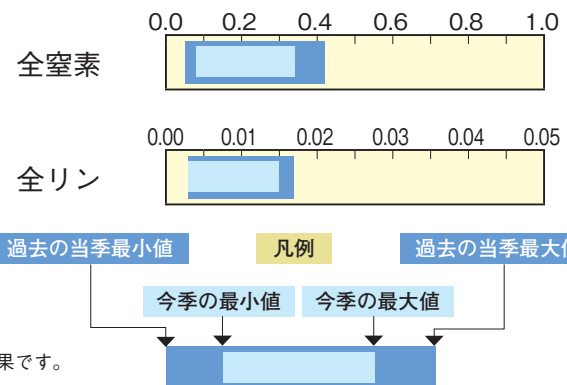 0.0 0.2 0.4 0.6 0.8 1.0
全窒素
0.00 0.01 0.02 0.03 0.04 0.05
全リン
過去の当季最小値 凡例 過去の当季最大値
今季の最小値 今季の最大値
果です。